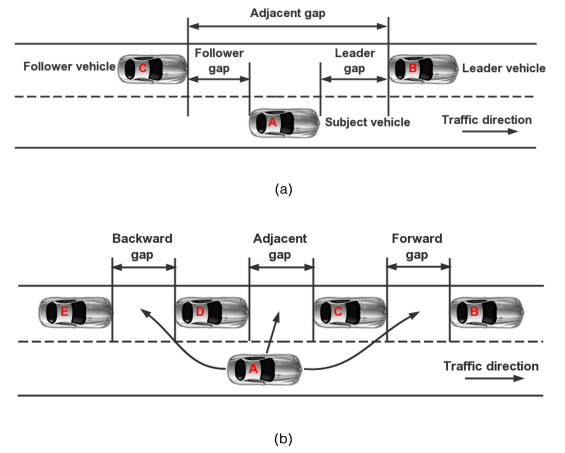 Adjacent gap
Follower vehicle
C
Follower
gap
Leader
gap
B
Leader vehicle
A
Subject vehicle
Traffic direction
(a)
Backward
gap
Adjacent
gap
Forward
gap
E
D
C
B
A
Traffic direction
(b)